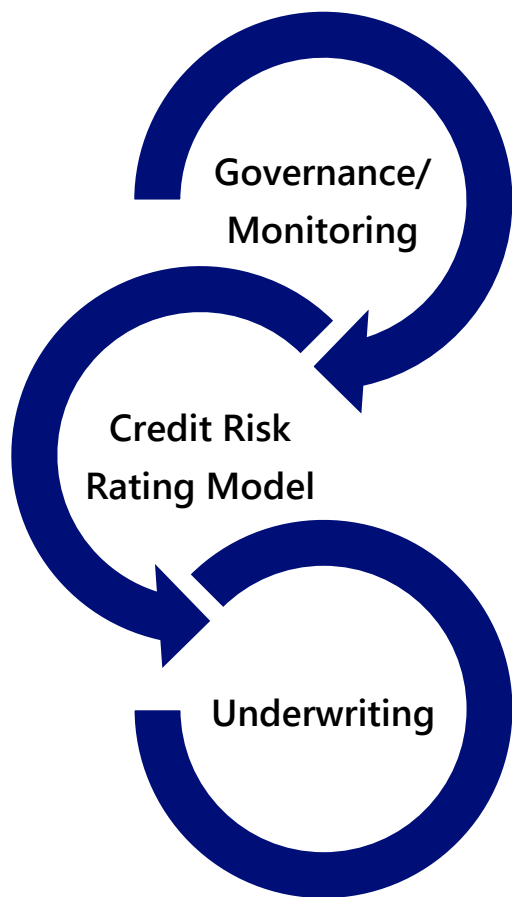 Governance/
Monitoring
Credit Risk
Rating Model
Underwriting